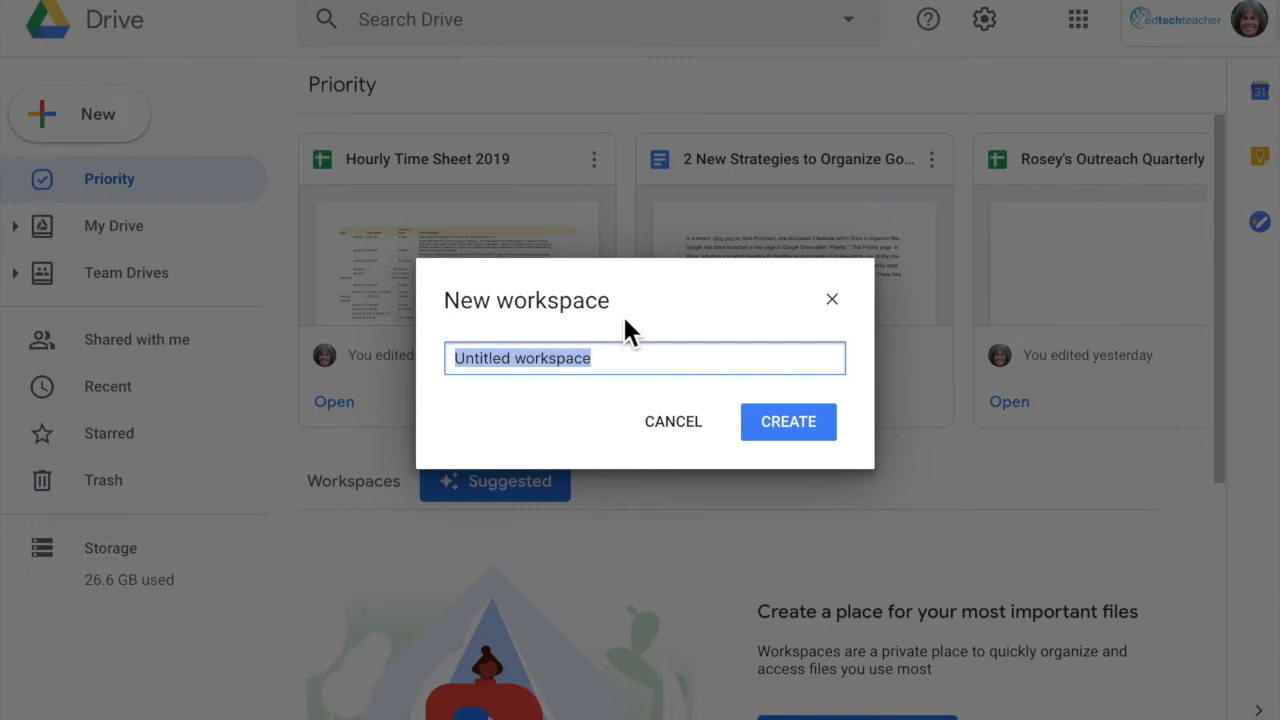 Drive
Search Drive
edtechteacher
New
Priority
My Drive
Team Drives
Shared with me
Recent
Starred
Trash
Storage
26.6 GB used
Priority
Hourly Time Sheet 2019
2 New Strategies to Organize Go...
Rosey's Outreach Quarterly
You edited
You edited yesterday
Open
Open
New workspace
Untitled workspace
CANCEL
CREATE
Workspaces
Suggested
Create a place for your most important files
Workspaces are a private place to quickly organize and
access files you use most
31